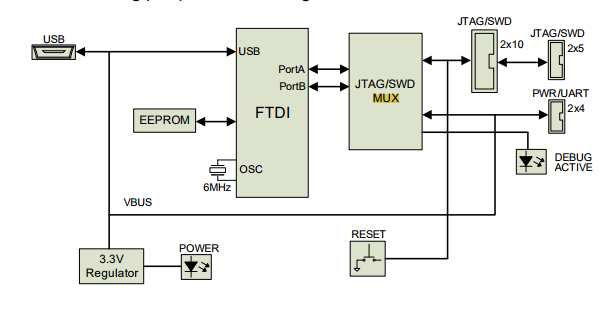 JTAG/SWD
USB
2x10
JTAG/SWD
2x5
USB
PortA
PortB
FTDI
JTAG/SWD
MUX
PWR/UART
2x4
EEPROM
OSC
6MHz
DEBUG
ACTIVE
VBUS
RESET
POWER
3.3V
Regulator